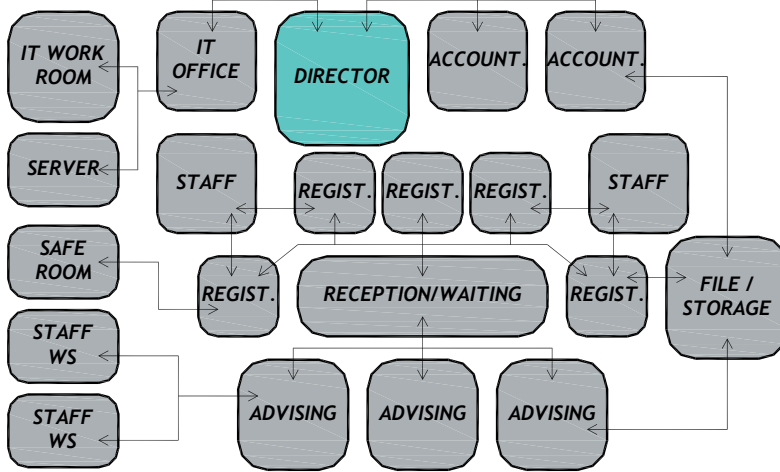 IT WORK
ROOM
IT
OFFICE
DIRECTOR
ACCOUNT.
ACCOUNT.
SERVER
STAFF
REGIST.
REGIST.
REGIST.
STAFF
SAFE
ROOM
REGIST.
RECEPTION/WAITING
REGIST.
FILE /
STORAGE
STAFF
WS
STAFF
WS
ADVISING
ADVISING
ADVISING